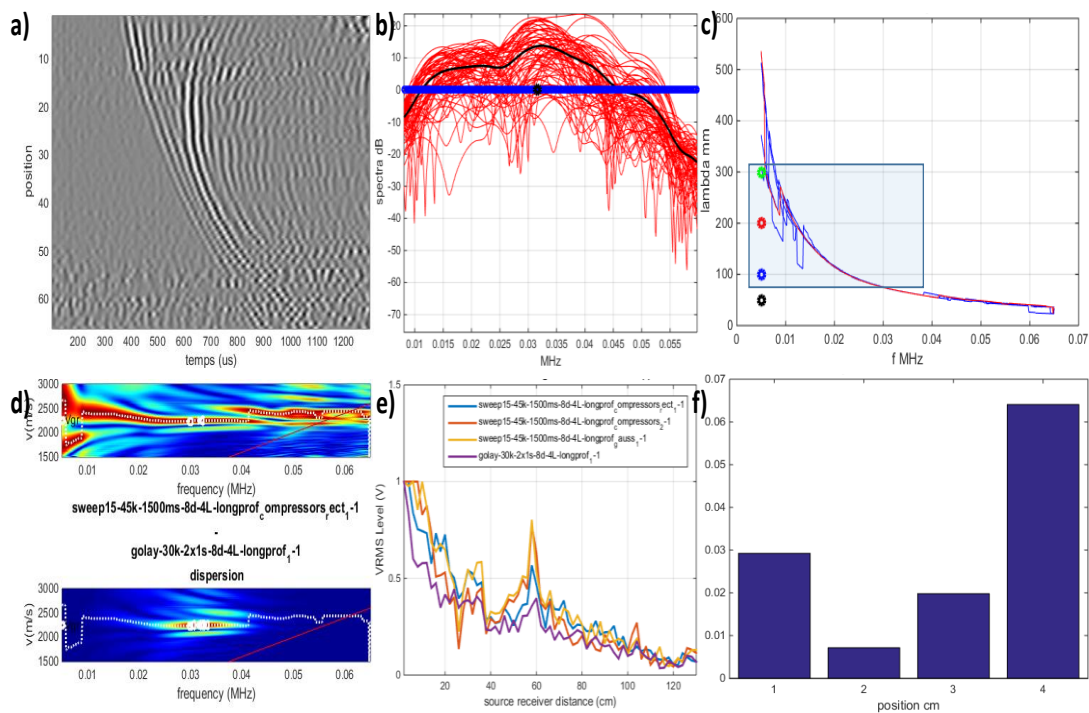 a)
position
10
20
30
40
50
60
200 300 400 500 600 700 800 900 1000 1100 1200
temps (us)
b)
spectra dB
20
10
0
-10
-20
-30
-40
-50
-60
-70
0.01 0.015 0.02 0.025 0.03 0.035 0.04 0.045 0.05 0.055
MHz
c)
lambda mm
600
500
400
300
200
100
0
0 0.01 0.02 0.03 0.04 0.05 0.06 0.07
f MHz
d)
v(m/s)
3000
2500
2000
1500
vgr
0.01 0.02 0.03 0.04 0.05 0.06
frequency (MHz)
sweep15-45k-1500ms-8d-4L-longprofcompressorsrect1-1
-
golay-30k-2x1s-8d-4L-longprof1-1
dispersion
v(m/s)
3000
2500
2000
1500
0.01 0.02 0.03 0.04 0.05 0.06
frequency (MHz)
e)
VRMS Level (V)
1.5
1
0.5
0
sweep15-45k-1500ms-8d-4L-longprofcompressorsrect1-1
sweep15-45k-1500ms-8d-4L-longprofcompressors2-1
sweep15-45k-1500ms-8d-4L-longprofgauss1-1
golay-30k-2x1s-8d-4L-longprof1-1
20 40 60 80 100 120
source receiver distance (cm)
f)
0.07
0.06
0.05
0.04
0.03
0.02
0.01
0
1 2 3 4
position cm